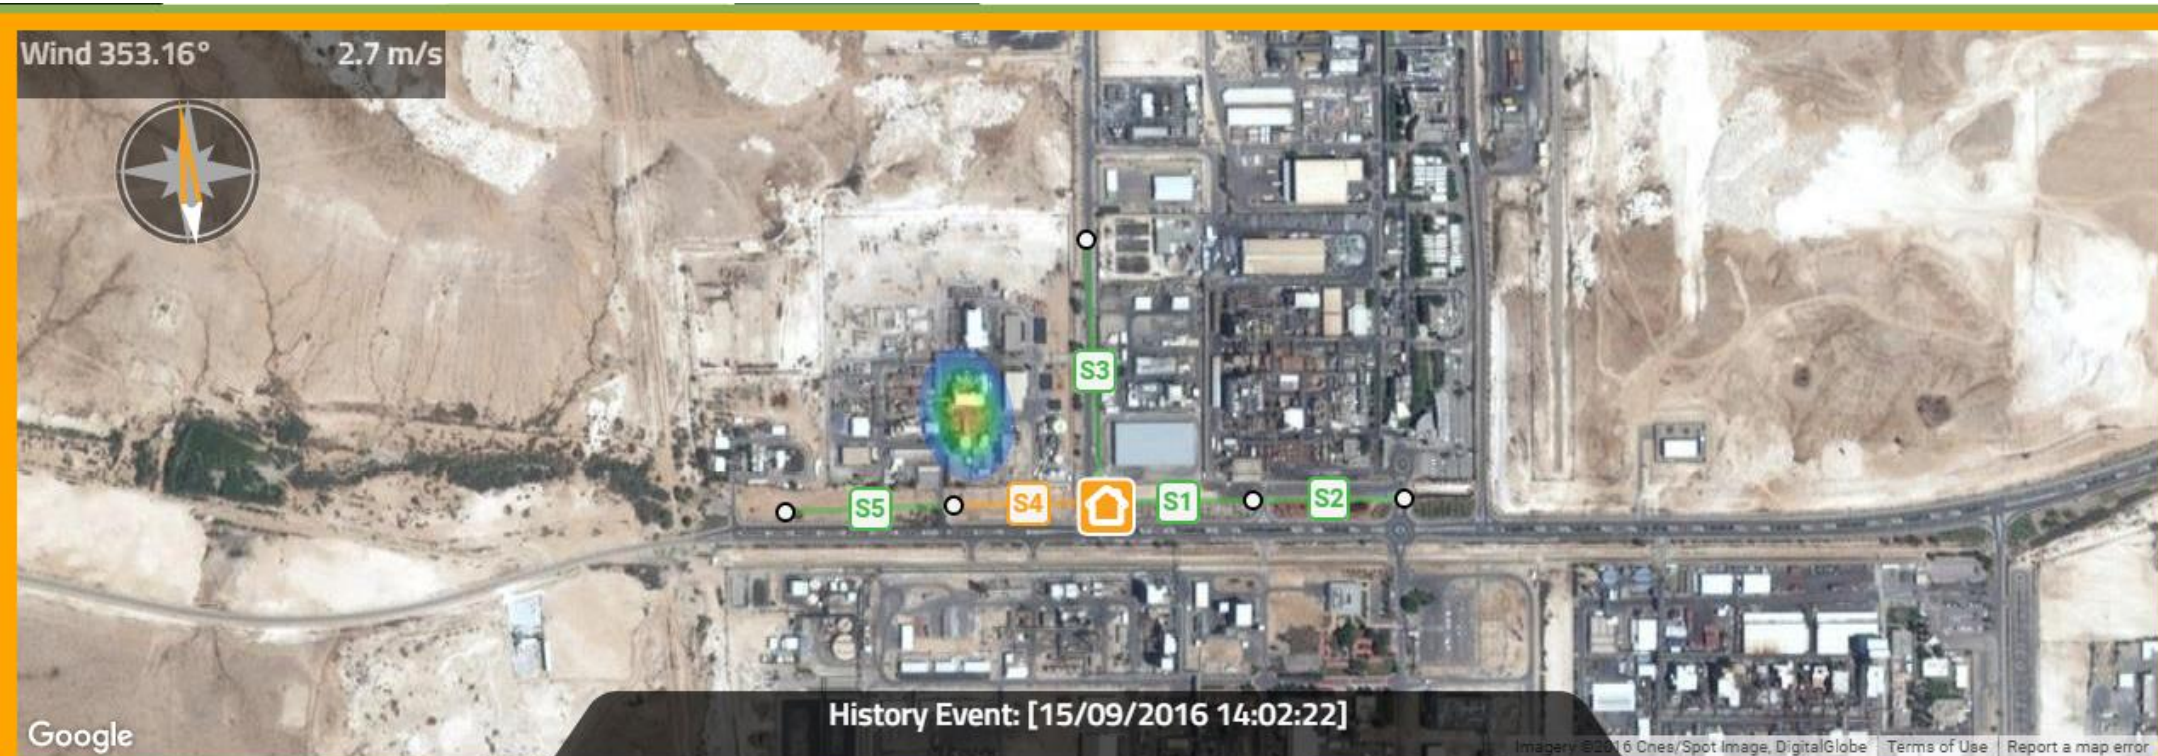 Wind 353.16° 2.7 m/s
S3
S5
S4
S1
S2
History Event: [15/09/2016 14:02:22]
Google
Imagery ©2016 Cnes/Spot Image, DigitalGlobe Terms of Use Report a map error